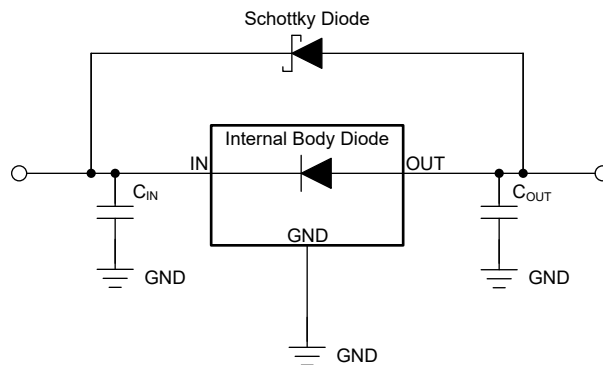 Schottky Diode
Internal Body Diode
IN
OUT
CIN
COUT
GND
GND
GND
GND